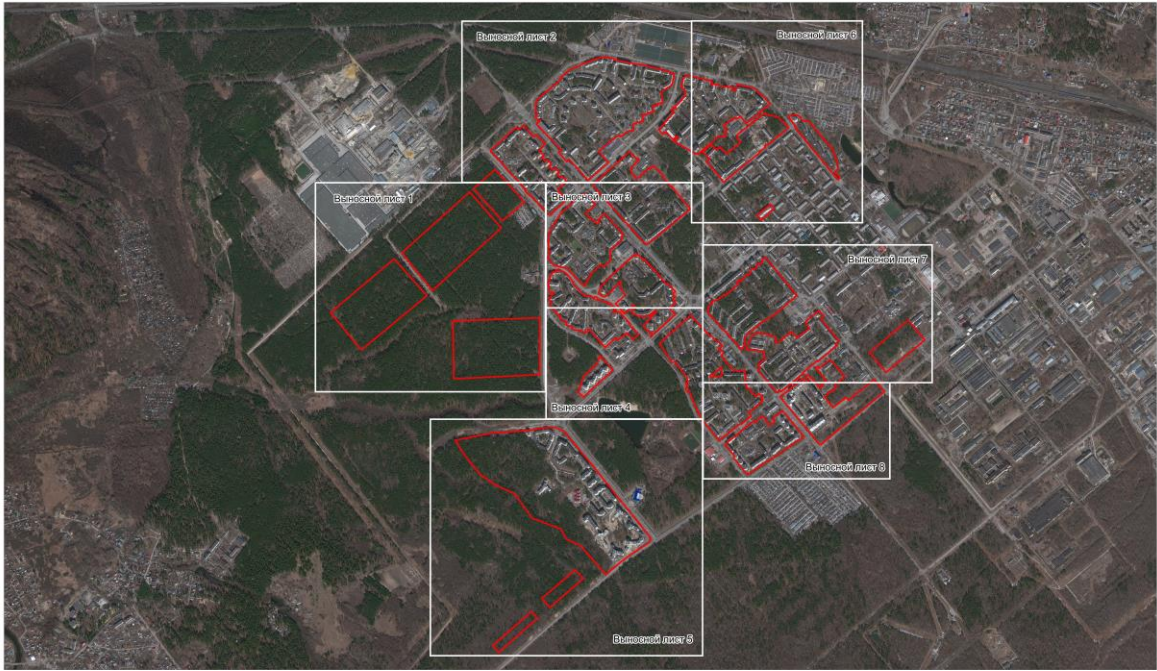 Выносной лист 2
Выносной лист 6
Выносной лист 1
Выносной лист 3
Выносной лист 7
Выносной лист 4
Выносной лист 8
Выносной лист 5